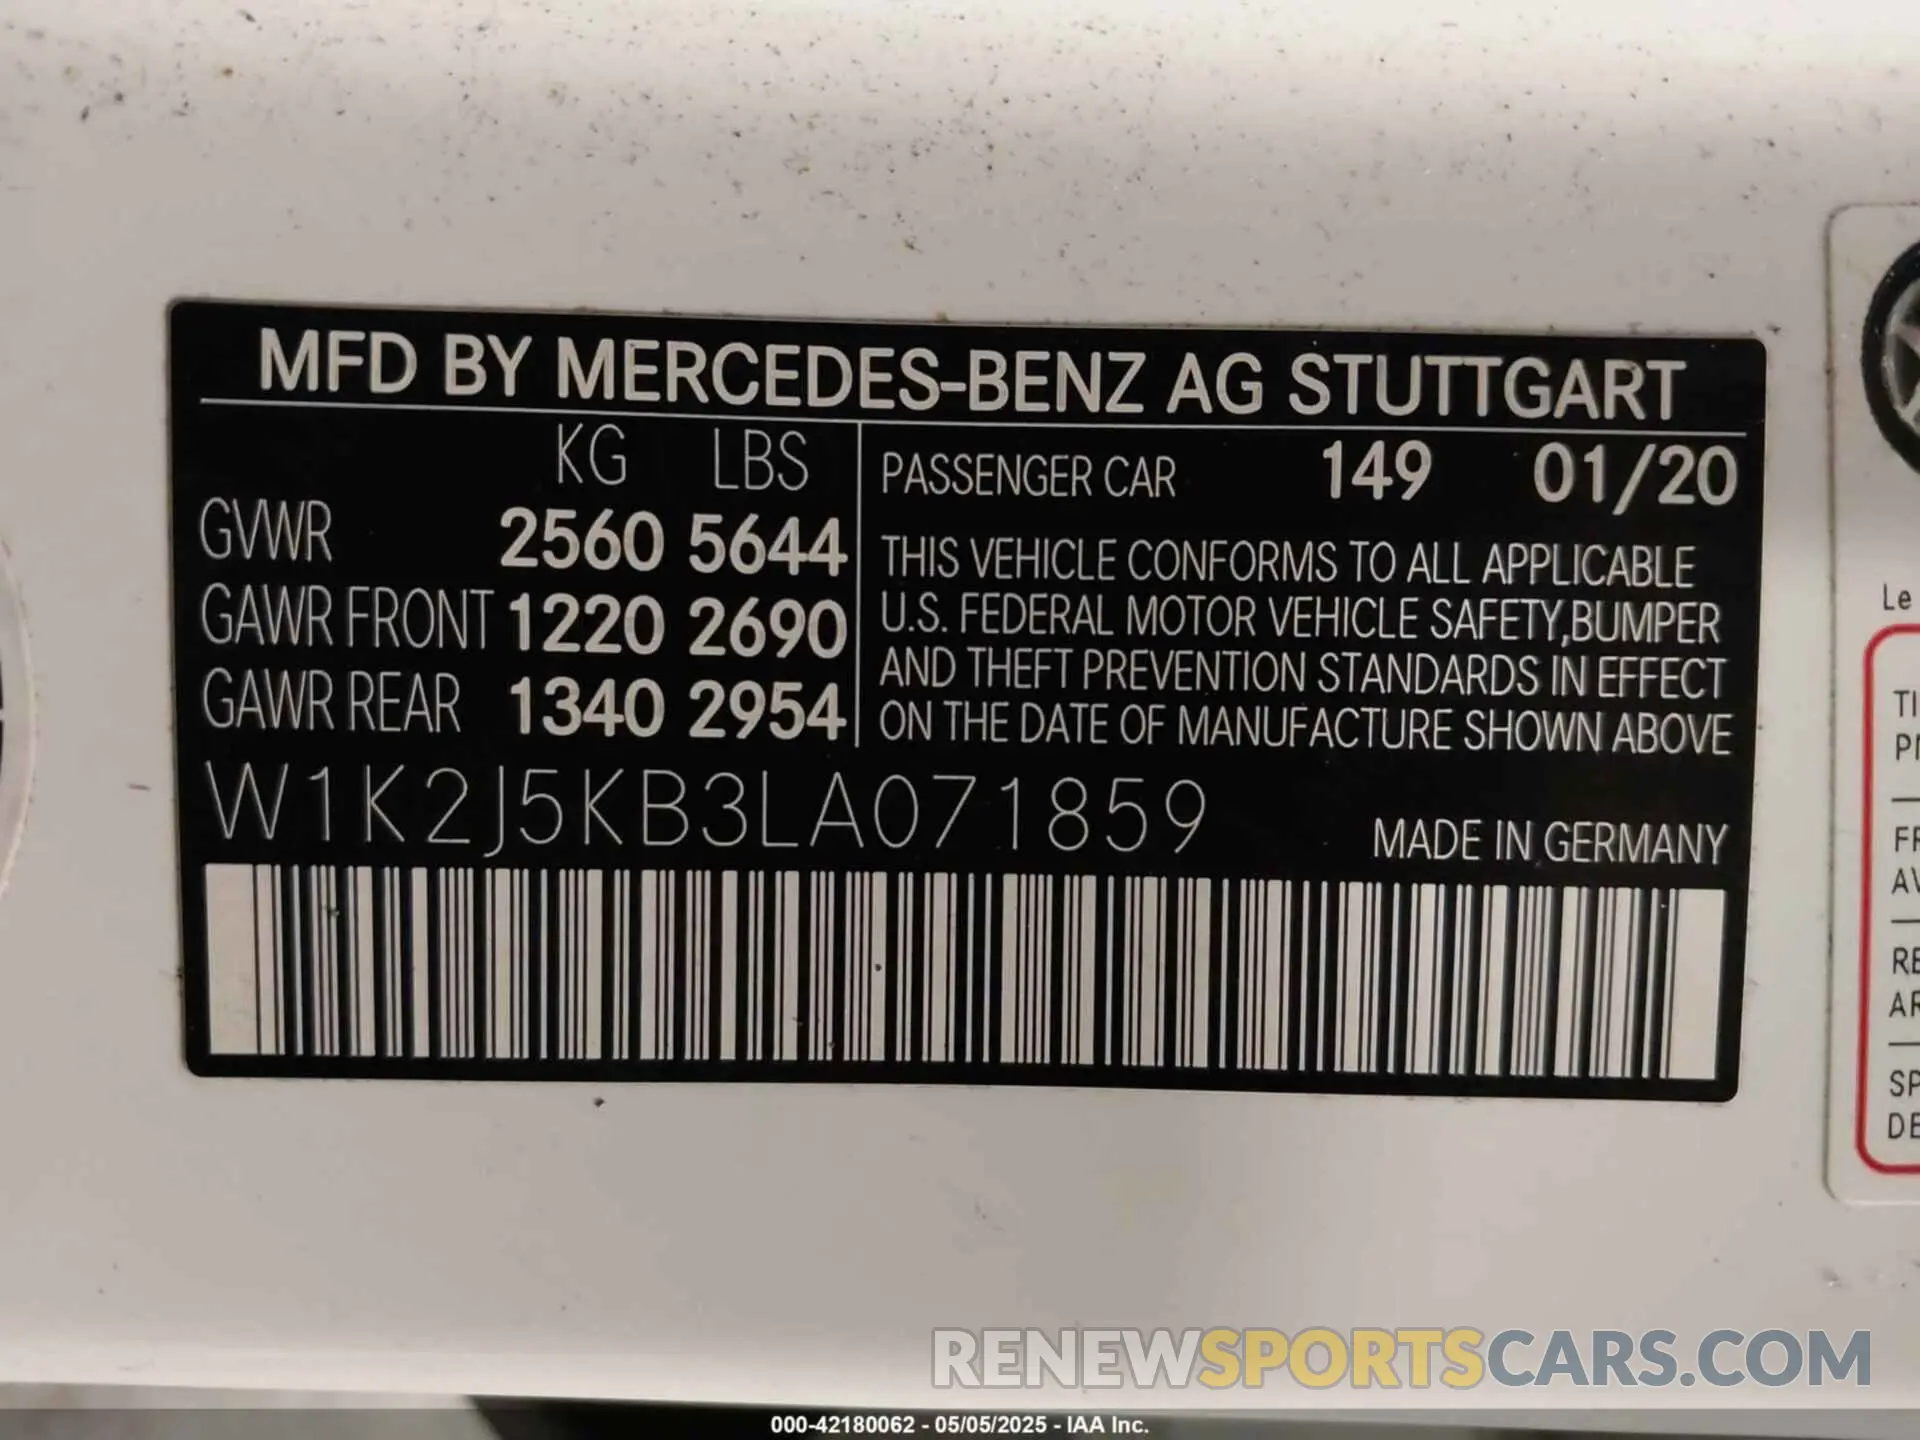 MFD BY MERCEDES-BENZ AG STUTTGART
KG LBS
GVWR 2560 5644
GAWR FRONT 1220 2690
GAWR REAR 1340 2954
PASSENGER CAR 149 01/20
THIS VEHICLE CONFORMS TO ALL APPLICABLE
U.S. FEDERAL MOTOR VEHICLE SAFETY,BUMPER
AND THEFT PREVENTION STANDARDS IN EFFECT
ON THE DATE OF MANUFACTURE SHOWN ABOVE
W1K2J5KB3LA071859
MADE IN GERMANY
Le
RENEWSPORTSCARS.COM
000-42180062 - 05/05/2025 - IAA Inc.